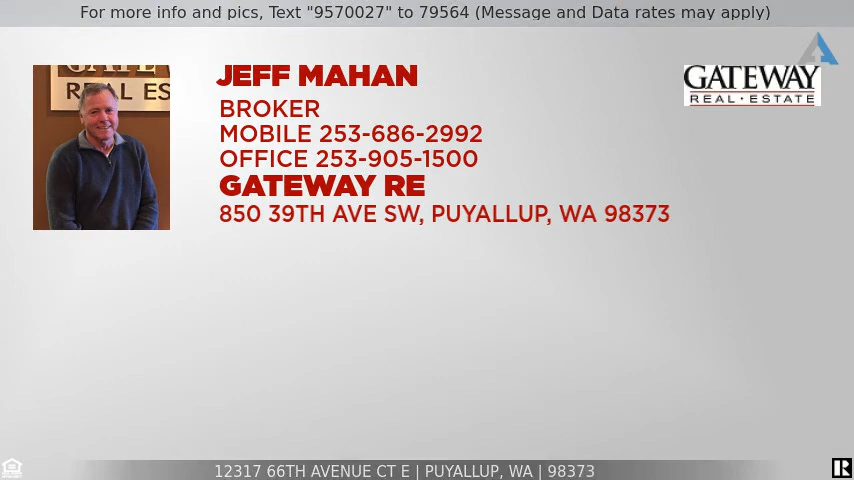 For more info and pics, Text "9570027" to 79564 (Message and Data rates may apply)
REAL ES
JEFF MAHAN
BROKER
MOBILE 253-686-2992
OFFICE 253-905-1500
GATEWAY RE
850 39TH AVE SW, PUYALLUP, WA 98373
GATEWAY
REAL·ESTATE
12317 66TH AVENUE CT E | PUYALLUP, WA | 98373